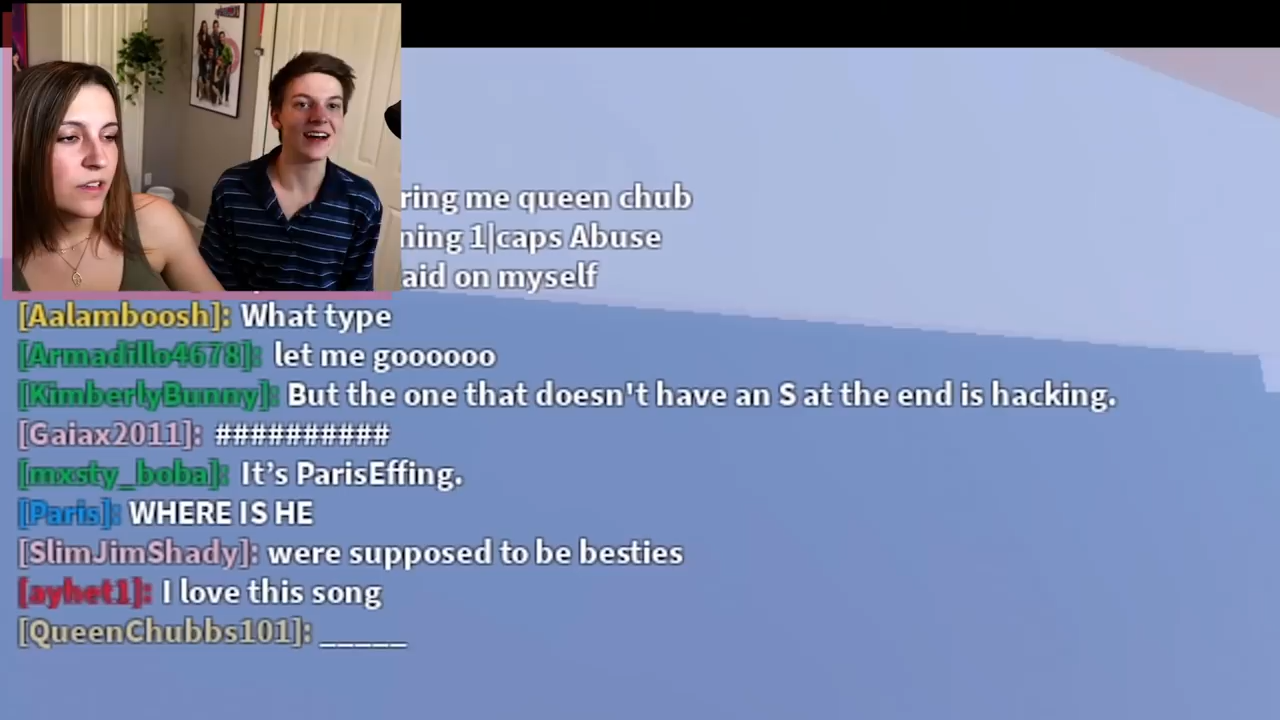 ring me queen chub
ning 1|caps Abuse
aid on myself
[Aalamboosh]: What type
[Armadillo4678]: let me goooooo
[KimberlyBunny]: But the one that doesn't have an S at the end is hacking.
[Gaiax2011]: ##########
[mxsty_boba]: It’s ParisEffing.
[Paris]: WHERE IS HE
[SlimJimShady]: were supposed to be besties
[ayhet1]: I love this song
[QueenChubbs101]: _____